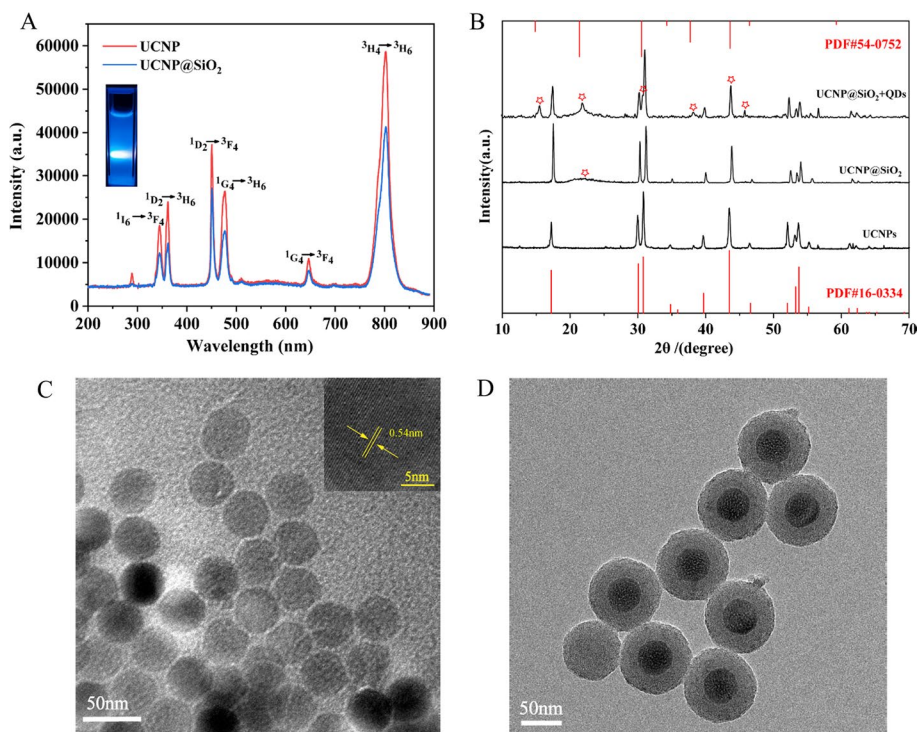 A
UCNP
UCNP@SiO₂
Intensity (a.u.)
60000
50000
40000
30000
20000
10000
0
¹I₆→³F₄
¹D₂→³H₆
¹D₂→³F₄
¹G₄→³H₆
¹G₄→³F₄
³H₄→³H₆
200 300 400 500 600 700 800 900
Wavelength (nm)
B
PDF#54-0752
UCNP@SiO₂+QDs
UCNP@SiO₂
UCNPs
PDF#16-0334
Intensity(a.u.)
10 20 30 40 50 60 70
2θ /(degree)
C
0.54nm
5nm
50nm
D
50nm